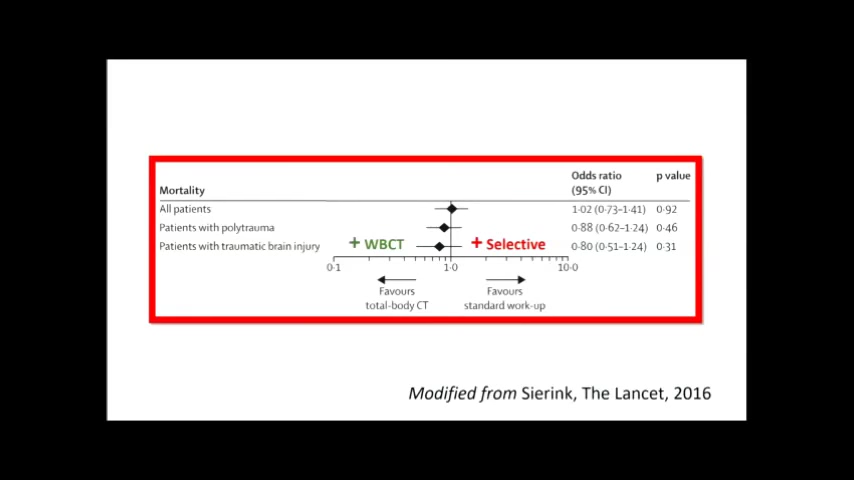 Odds ratio p value
Mortality (95% CI)
All patients 1·02 (0·73–1·41) 0·92
Patients with polytrauma 0·88 (0·62–1·24) 0·46
Patients with traumatic brain injury + WBCT + Selective 0·80 (0·51–1·24) 0·31
0·1 1·0 10·0
Favours Favours
total-body CT standard work-up
Modified from Sierink, The Lancet, 2016